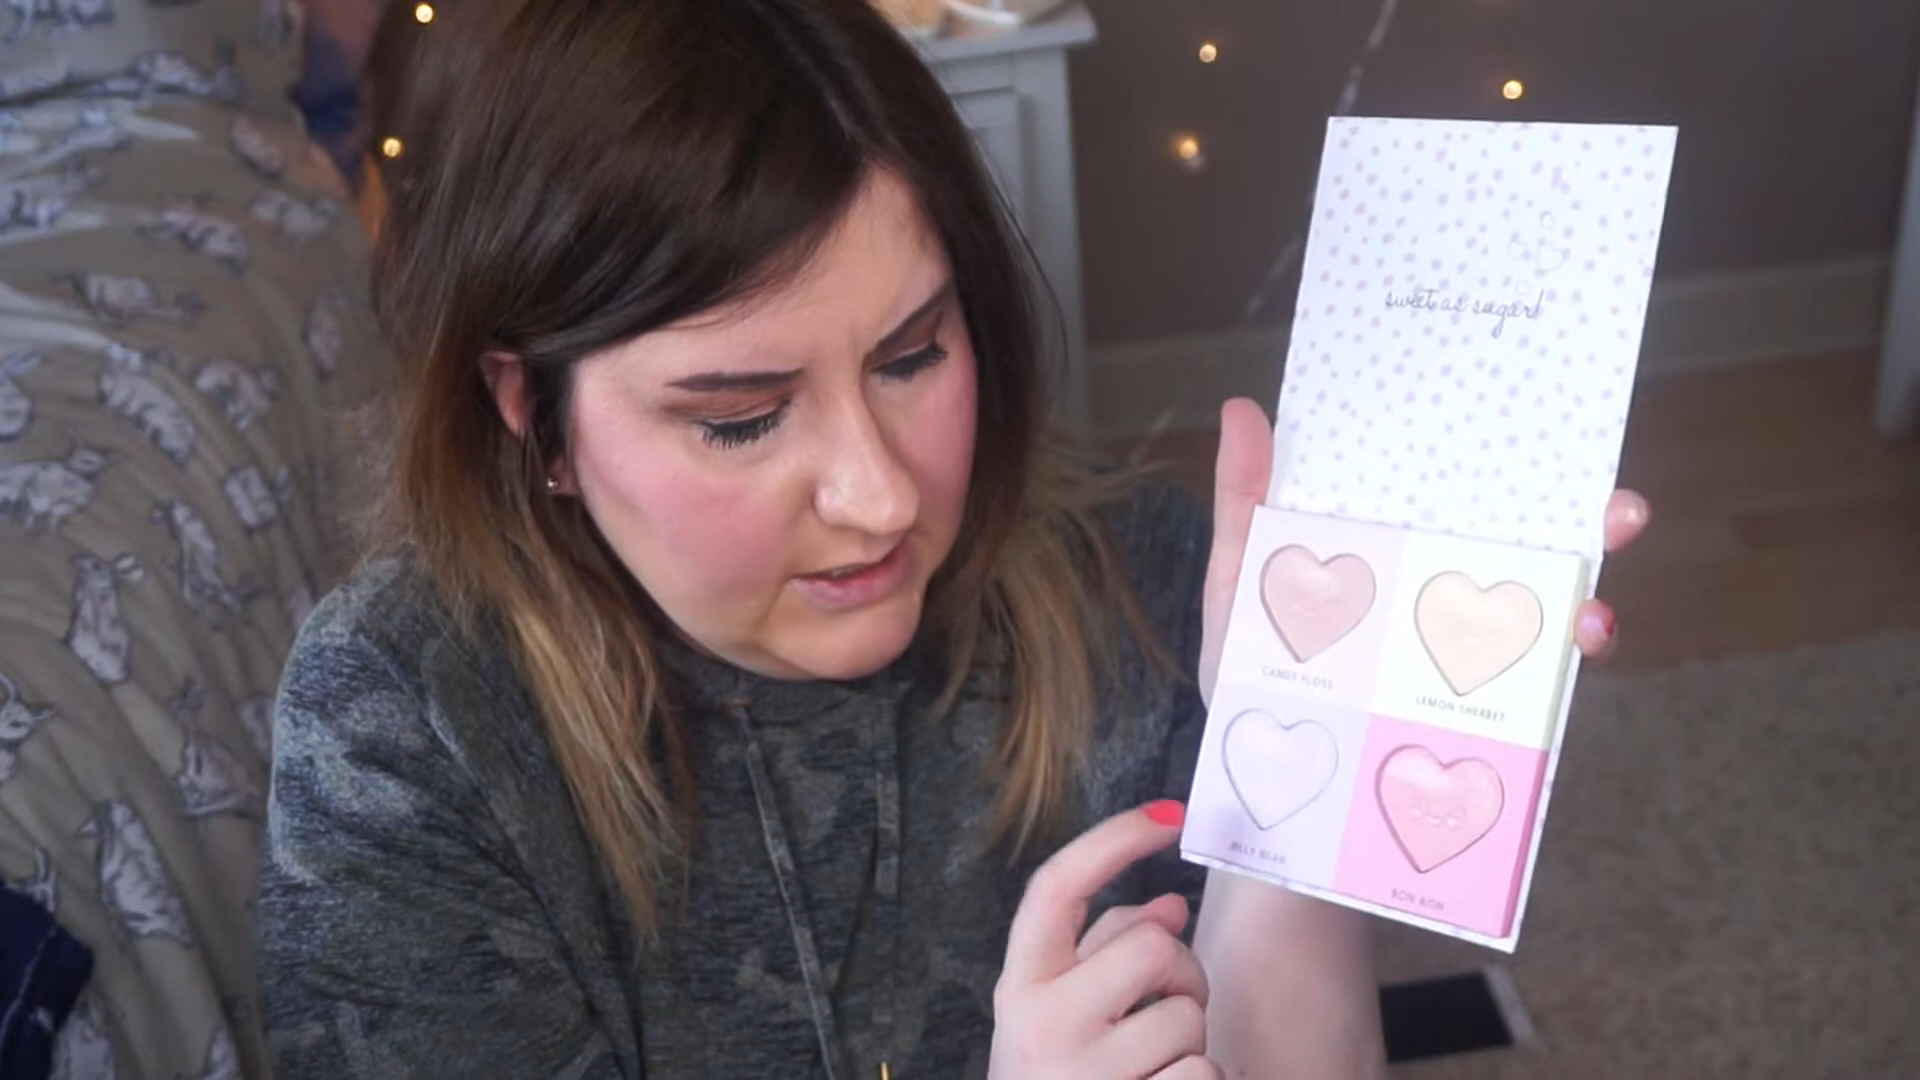 sweet as sugar!
CANDY FLOSS
LEMON SHERBET
JELLY BEAN
BON BON